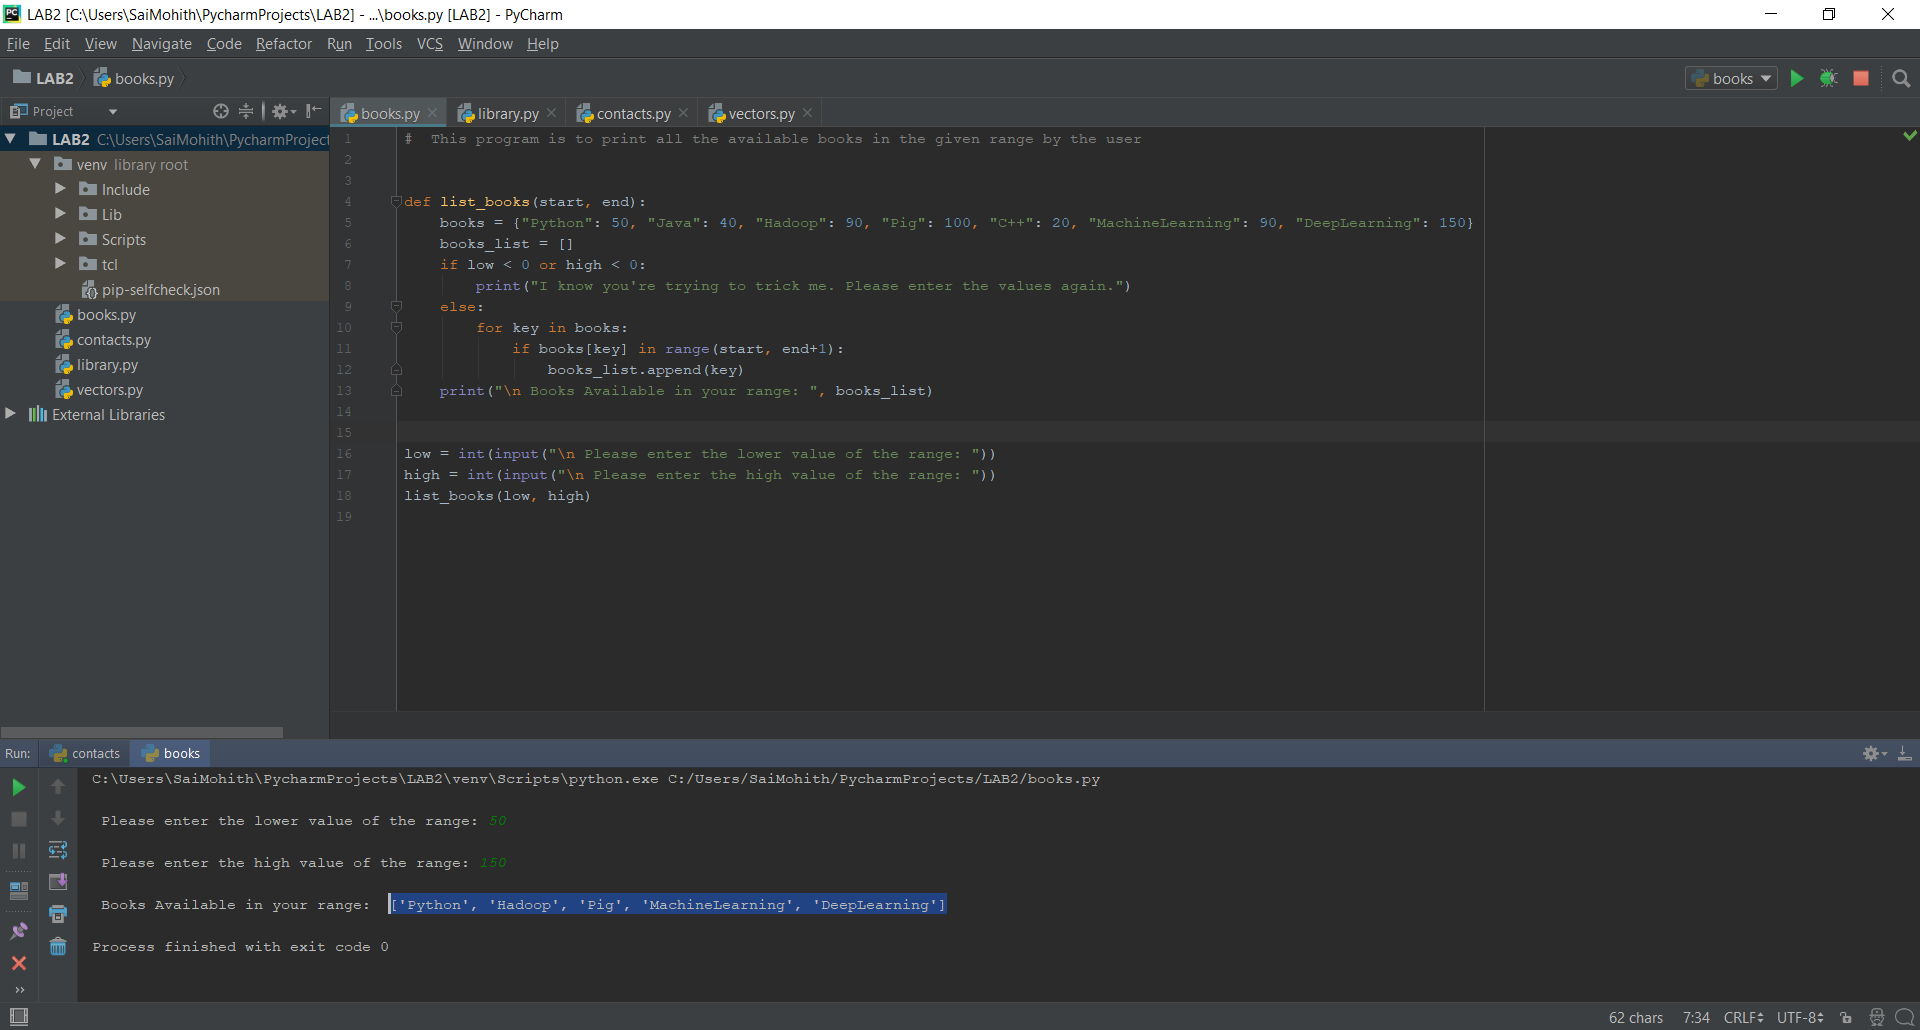 LAB2 [C:\Users\SaiMohith\PycharmProjects\LAB2] - ...\books.py [LAB2] - PyCharm
File Edit View Navigate Code Refactor Run Tools VCS Window Help
LAB2 books.py books
Project books.py library.py contacts.py vectors.py
LAB2 C:\Users\SaiMohith\PycharmProject
venv library root
Include
Lib
Scripts
tcl
pip-selfcheck.json
books.py
contacts.py
library.py
vectors.py
External Libraries
1 # This program is to print all the available books in the given range by the user
2
3
4 def list_books(start, end):
5 books = {"Python": 50, "Java": 40, "Hadoop": 90, "Pig": 100, "C++": 20, "MachineLearning": 90, "DeepLearning": 150}
6 books_list = []
7 if low < 0 or high < 0:
8 print("I know you're trying to trick me. Please enter the values again.")
9 else:
10 for key in books:
11 if books[key] in range(start, end+1):
12 books_list.append(key)
13 print("\n Books Available in your range: ", books_list)
14
15
16 low = int(input("\n Please enter the lower value of the range: "))
17 high = int(input("\n Please enter the high value of the range: "))
18 list_books(low, high)
19
Run: contacts books
C:\Users\SaiMohith\PycharmProjects\LAB2\venv\Scripts\python.exe C:/Users/SaiMohith/PycharmProjects/LAB2/books.py
Please enter the lower value of the range: 50
Please enter the high value of the range: 150
Books Available in your range: ['Python', 'Hadoop', 'Pig', 'MachineLearning', 'DeepLearning']
Process finished with exit code 0
62 chars 7:34 CRLF UTF-8